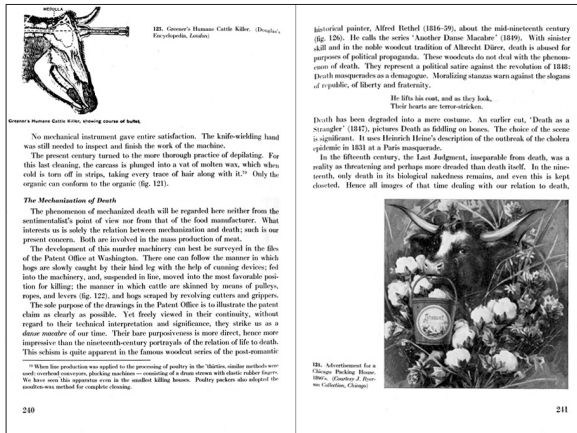 MEDULLA
Greener's Humane Cattle Killer, showing course of bullet.
121. Greener's Humane Cattle Killer. (Douglas's
Encyclopedia, London)
No mechanical instrument gave entire satisfaction. The knife-wielding hand
was still needed to inspect and finish the work of the machine.
The present century turned to the more thorough practice of depilating. For
this last cleaning, the carcass is plunged into a vat of molten wax, which when
cold is torn off in strips, taking every trace of hair along with it.⁷⁹ Only the
organic can conform to the organic (fig. 121).
The Mechanization of Death
The phenomenon of mechanized death will be regarded here neither from the
sentimentalist's point of view nor from that of the food manufacturer. What
interests us is solely the relation between mechanization and death; such is our
present concern. Both are involved in the mass production of meat.
The development of this murder machinery can best be surveyed in the files
of the Patent Office at Washington. There one can follow the manner in which
hogs are slowly caught by their hind leg with the help of cunning devices; fed
into the machinery, and, suspended in line, moved into the most favorable posi-
tion for killing; the manner in which cattle are skinned by means of pulleys,
ropes, and levers (fig. 122), and hogs scraped by revolving cutters and grippers.
The sole purpose of the drawings in the Patent Office is to illustrate the patent
claim as clearly as possible. Yet freely viewed in their continuity, without
regard to their technical interpretation and significance, they strike us as a
danse macabre of our time. Their bare purposiveness is more direct, hence more
impressive than the nineteenth-century portrayals of the relation of life to death.
This schism is quite apparent in the famous woodcut series of the post-romantic
⁷⁹ When line production was applied to the processing of poultry in the 'thirties, similar methods were
used: overhead conveyors, plucking machines — consisting of a drum strewn with elastic rubber fingers.
We have seen this apparatus even in the smallest killing houses. Poultry packers also adopted the
moulten-wax method for complete cleaning.
240
historical painter, Alfred Rethel (1816-59), about the mid-nineteenth century
(fig. 126). He calls the series 'Another Danse Macabre' (1849). With sinister
skill and in the noble woodcut tradition of Albrecht Dürer, death is abused for
purposes of political propaganda. These woodcuts do not deal with the phenom-
enon of death. They represent a political satire against the revolution of 1848:
Death masquerades as a demagogue. Moralizing stanzas warn against the slogans
of republic, of liberty and fraternity.
He lifts his coat, and as they look,
Their hearts are terror-stricken.
Death has been degraded into a mere costume. An earlier cut, 'Death as a
Strangler' (1847), pictures Death as fiddling on bones. The choice of the scene
is significant. It uses Heinrich Heine's description of the outbreak of the cholera
epidemic in 1831 at a Paris masquerade.
In the fifteenth century, the Last Judgment, inseparable from death, was a
reality as threatening and perhaps more dreaded than death itself. In the nine-
teenth, only death in its biological nakedness remains, and even this is kept
closeted. Hence all images of that time dealing with our relation to death,
Advertisement for a
Chicago Packing House,
1890's. (Courtesy J. Ryer-
son Collection, Chicago)
241